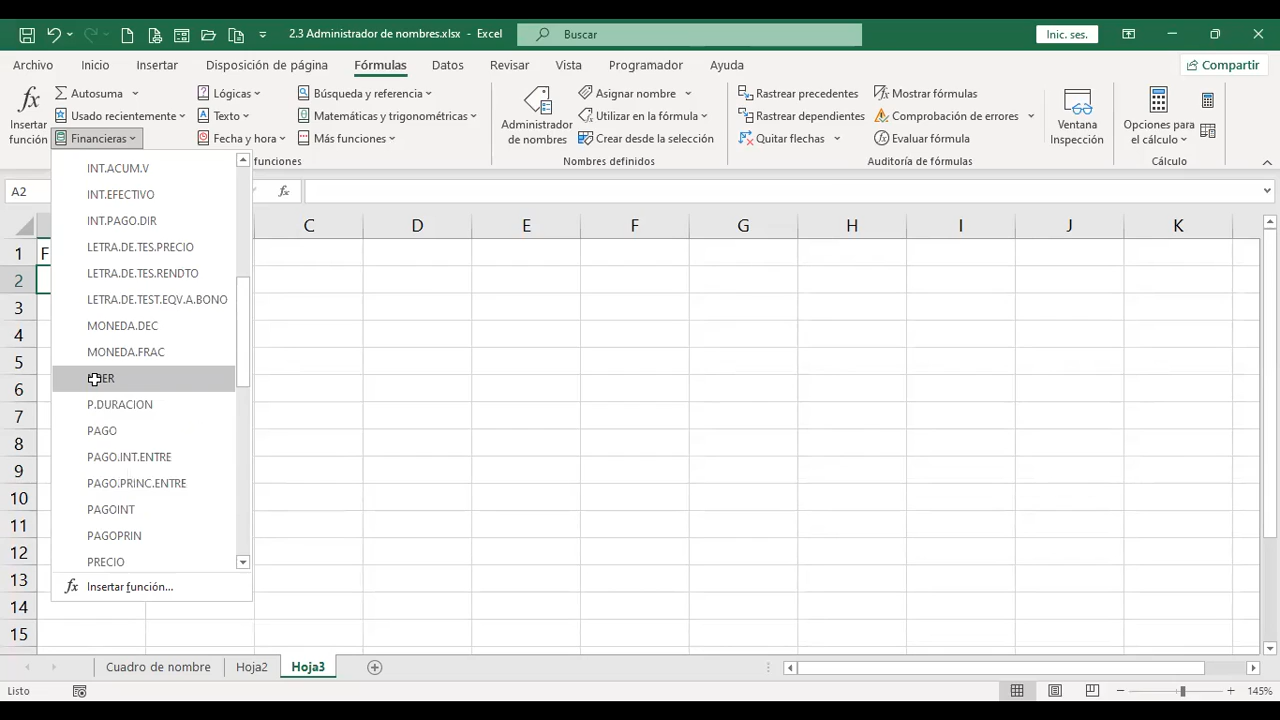 2.3 Administrador de nombres.xlsx - Excel
Buscar
Inic. ses.
Archivo Inicio Insertar Disposición de página Fórmulas Datos Revisar Vista Programador Ayuda
Compartir
Insertar función
Autosuma
Usado recientemente
Financieras
Lógicas
Texto
Fecha y hora
Búsqueda y referencia
Matemáticas y trigonométricas
Más funciones
funciones
Administrador de nombres
Asignar nombre
Utilizar en la fórmula
Crear desde la selección
Nombres definidos
Rastrear precedentes
Rastrear dependientes
Quitar flechas
Mostrar fórmulas
Comprobación de errores
Evaluar fórmula
Auditoría de fórmulas
Ventana Inspección
Opciones para el cálculo
Cálculo
A2
fx
C D E F G H I J K
INT.ACUM.V
INT.EFECTIVO
INT.PAGO.DIR
LETRA.DE.TES.PRECIO
LETRA.DE.TES.RENDTO
LETRA.DE.TEST.EQV.A.BONO
MONEDA.DEC
MONEDA.FRAC
P.DURACION
PAGO
PAGO.INT.ENTRE
PAGO.PRINC.ENTRE
PAGOINT
PAGOPRIN
PRECIO
fx Insertar función...
1 F
2
3
4
5
6
7
8
9
10
11
12
13
14
15
Cuadro de nombre Hoja2 Hoja3
Listo
145%